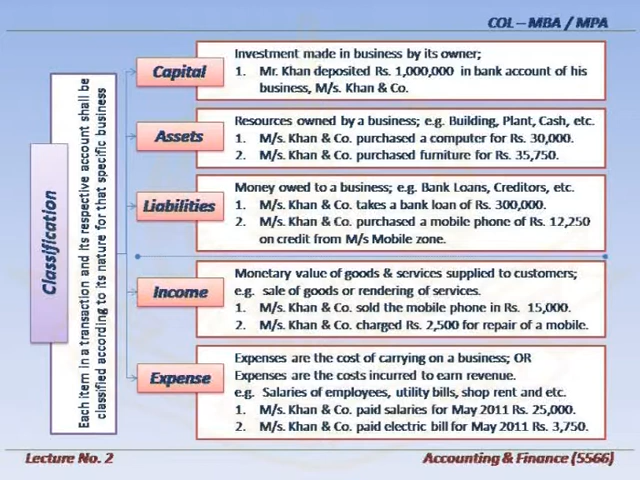 COL – MBA / MPA
Classification
Each item in a transaction and its respective account shall be
classified according to its nature for that specific business
Capital
Investment made in business by its owner;
1. Mr. Khan deposited Rs. 1,000,000 in bank account of his
business, M/s. Khan & Co.
Assets
Resources owned by a business; e.g. Building, Plant, Cash, etc.
1. M/s. Khan & Co. purchased a computer for Rs. 30,000.
2. M/s. Khan & Co. purchased furniture for Rs. 35,750.
Liabilities
Money owed to a business; e.g. Bank Loans, Creditors, etc.
1. M/s. Khan & Co. takes a bank loan of Rs. 300,000.
2. M/s. Khan & Co. purchased a mobile phone of Rs. 12,250
on credit from M/s Mobile zone.
Income
Monetary value of goods & services supplied to customers;
e.g. sale of goods or rendering of services.
1. M/s. Khan & Co. sold the mobile phone in Rs. 15,000.
2. M/s. Khan & Co. charged Rs. 2,500 for repair of a mobile.
Expense
Expenses are the cost of carrying on a business; OR
Expenses are the costs incurred to earn revenue.
e.g. Salaries of employees, utility bills, shop rent and etc.
1. M/s. Khan & Co. paid salaries for May 2011 Rs. 25,000.
2. M/s. Khan & Co. paid electric bill for May 2011 Rs. 3,750.
Lecture No. 2
Accounting & Finance (5566)